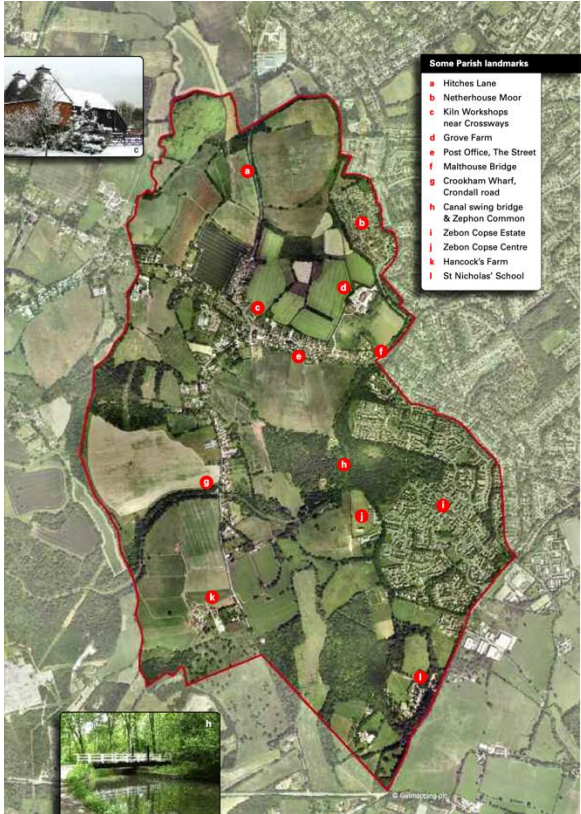 Some Parish landmarks
a Hitches Lane
b Netherhouse Moor
c Kiln Workshops
near Crossways
d Grove Farm
e Post Office, The Street
f Malthouse Bridge
g Crookham Wharf,
Crondall road
h Canal swing bridge
& Zephon Common
i Zebon Copse Estate
j Zebon Copse Centre
k Hancock's Farm
l St Nicholas' School
c
a
b
d
c
e
f
h
g
i
j
k
l
h
© Getmapping plc